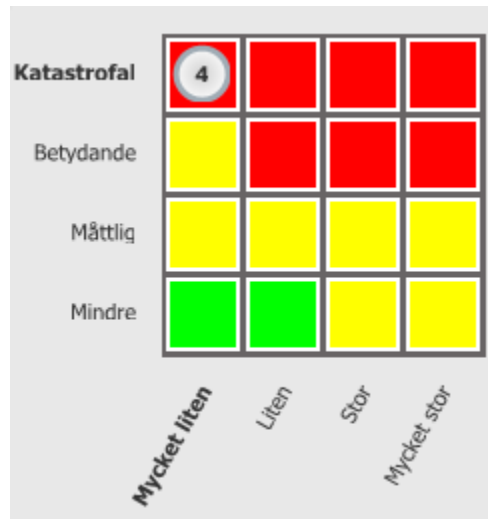 Katastrofal
4
Betydande
Måttlig
Mindre
Mycket liten
Liten
Stor
Mycket stor